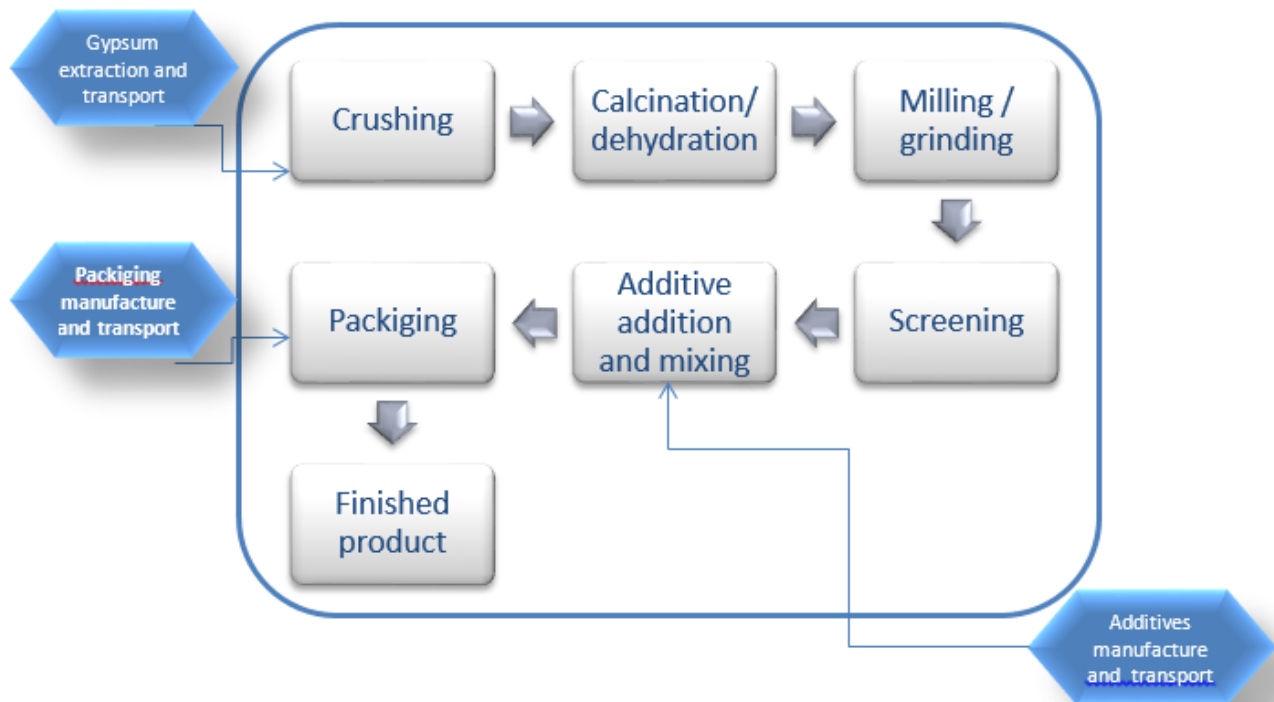 Gypsum
extraction and
transport
Crushing
Calcination/
dehydration
Milling /
grinding
Packiging
manufacture
and transport
Packiging
Additive
addition
and mixing
Screening
Finished
product
Additives
manufacture
and transport